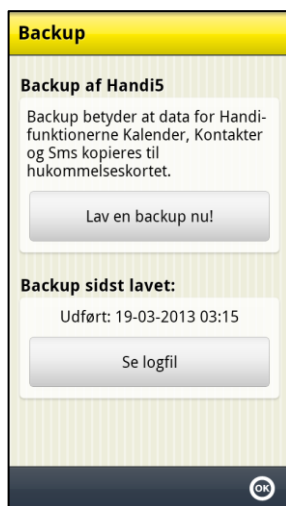 Backup
Backup af Handi5
Backup betyder at data for Handi-
funktionerne Kalender, Kontakter
og Sms kopieres til
hukommelseskortet.
Lav en backup nu!
Backup sidst lavet:
Udført: 19-03-2013 03:15
Se logfil
OK